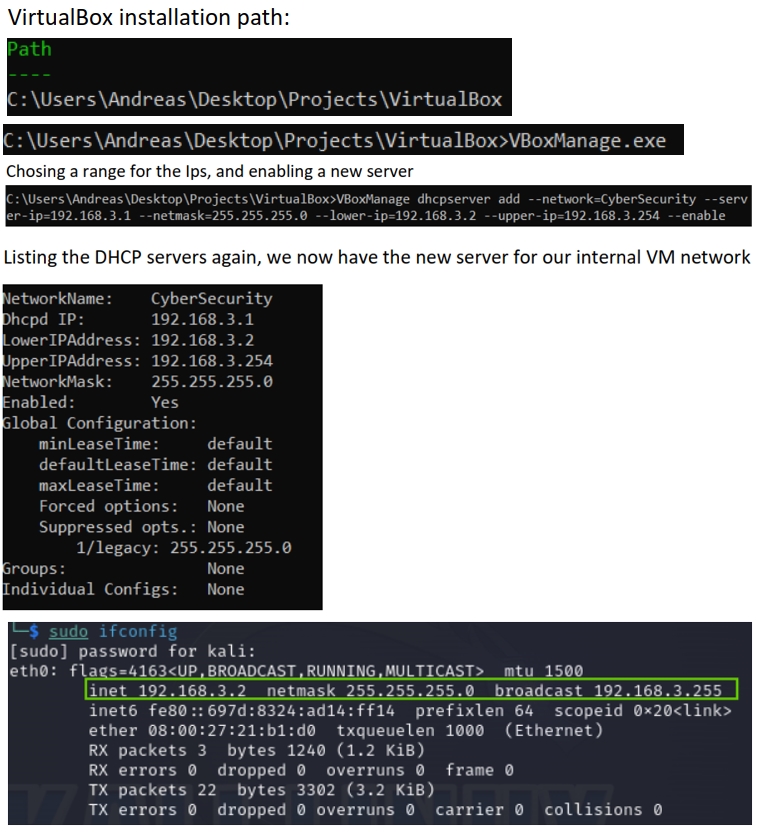 VirtualBox installation path:
Path
----
C:\Users\Andreas\Desktop\Projects\VirtualBox
C:\Users\Andreas\Desktop\Projects\VirtualBox>VBoxManage.exe
Chosing a range for the Ips, and enabling a new server
C:\Users\Andreas\Desktop\Projects\VirtualBox>VBoxManage dhcpserver add --network=CyberSecurity --serv
er-ip=192.168.3.1 --netmask=255.255.255.0 --lower-ip=192.168.3.2 --upper-ip=192.168.3.254 --enable
Listing the DHCP servers again, we now have the new server for our internal VM network
NetworkName:    CyberSecurity
Dhcpd IP:       192.168.3.1
LowerIPAddress: 192.168.3.2
UpperIPAddress: 192.168.3.254
NetworkMask:    255.255.255.0
Enabled:        Yes
Global Configuration:
    minLeaseTime:     default
    defaultLeaseTime: default
    maxLeaseTime:     default
    Forced options:   None
    Suppressed opts.: None
        1/legacy: 255.255.255.0
Groups:               None
Individual Configs:   None
└─$ sudo ifconfig
[sudo] password for kali:
eth0: flags=4163<UP,BROADCAST,RUNNING,MULTICAST>  mtu 1500
        inet 192.168.3.2  netmask 255.255.255.0  broadcast 192.168.3.255
        inet6 fe80::697d:8324:ad14:ff14  prefixlen 64  scopeid 0×20<link>
        ether 08:00:27:21:b1:d0  txqueuelen 1000  (Ethernet)
        RX packets 3  bytes 1240 (1.2 KiB)
        RX errors 0  dropped 0  overruns 0  frame 0
        TX packets 22  bytes 3302 (3.2 KiB)
        TX errors 0  dropped 0 overruns 0  carrier 0  collisions 0